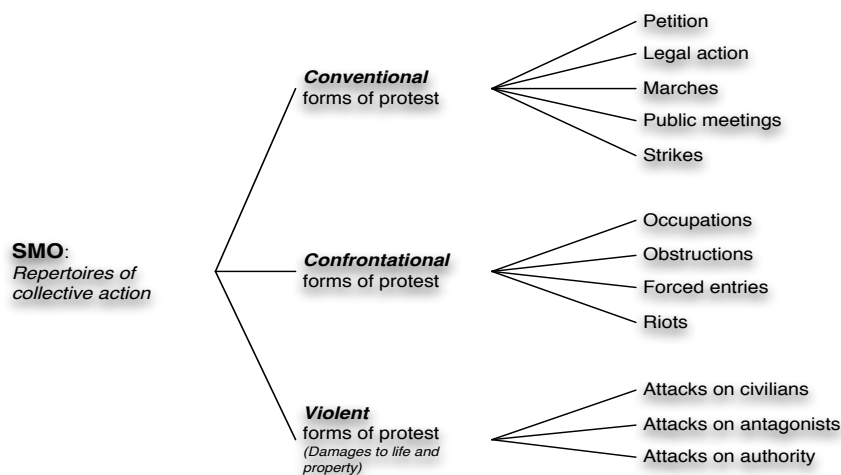 SMO:
Repertoires of
collective action
Conventional
forms of protest
Petition
Legal action
Marches
Public meetings
Strikes
Confrontational
forms of protest
Occupations
Obstructions
Forced entries
Riots
Violent
forms of protest
(Damages to life and
property)
Attacks on civilians
Attacks on antagonists
Attacks on authority